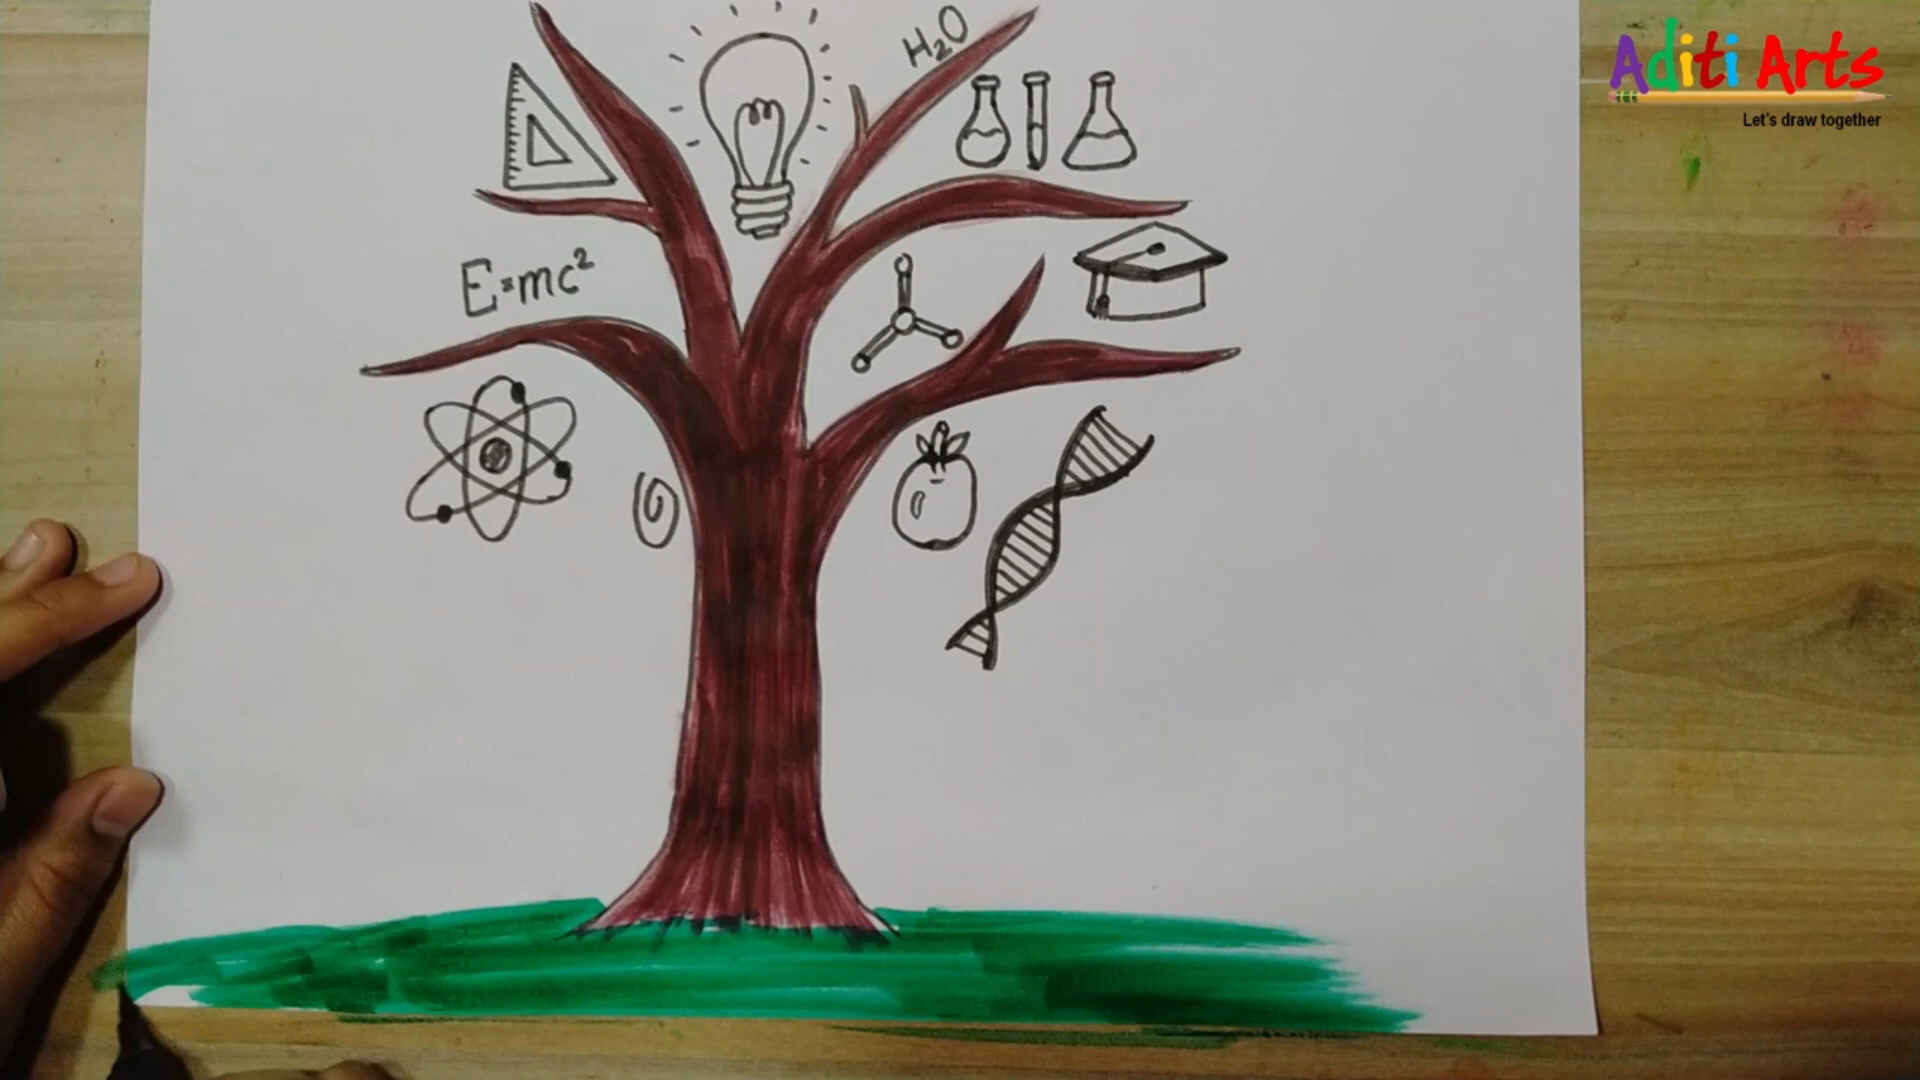 H₂O
E=mc²
Aditi Arts
Let's draw together